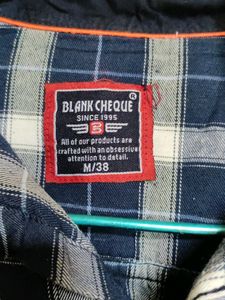 BLANK CHEQUE ®
SINCE 1995
All of our products are
crafted with an obsessive
attention to detail.
M/38